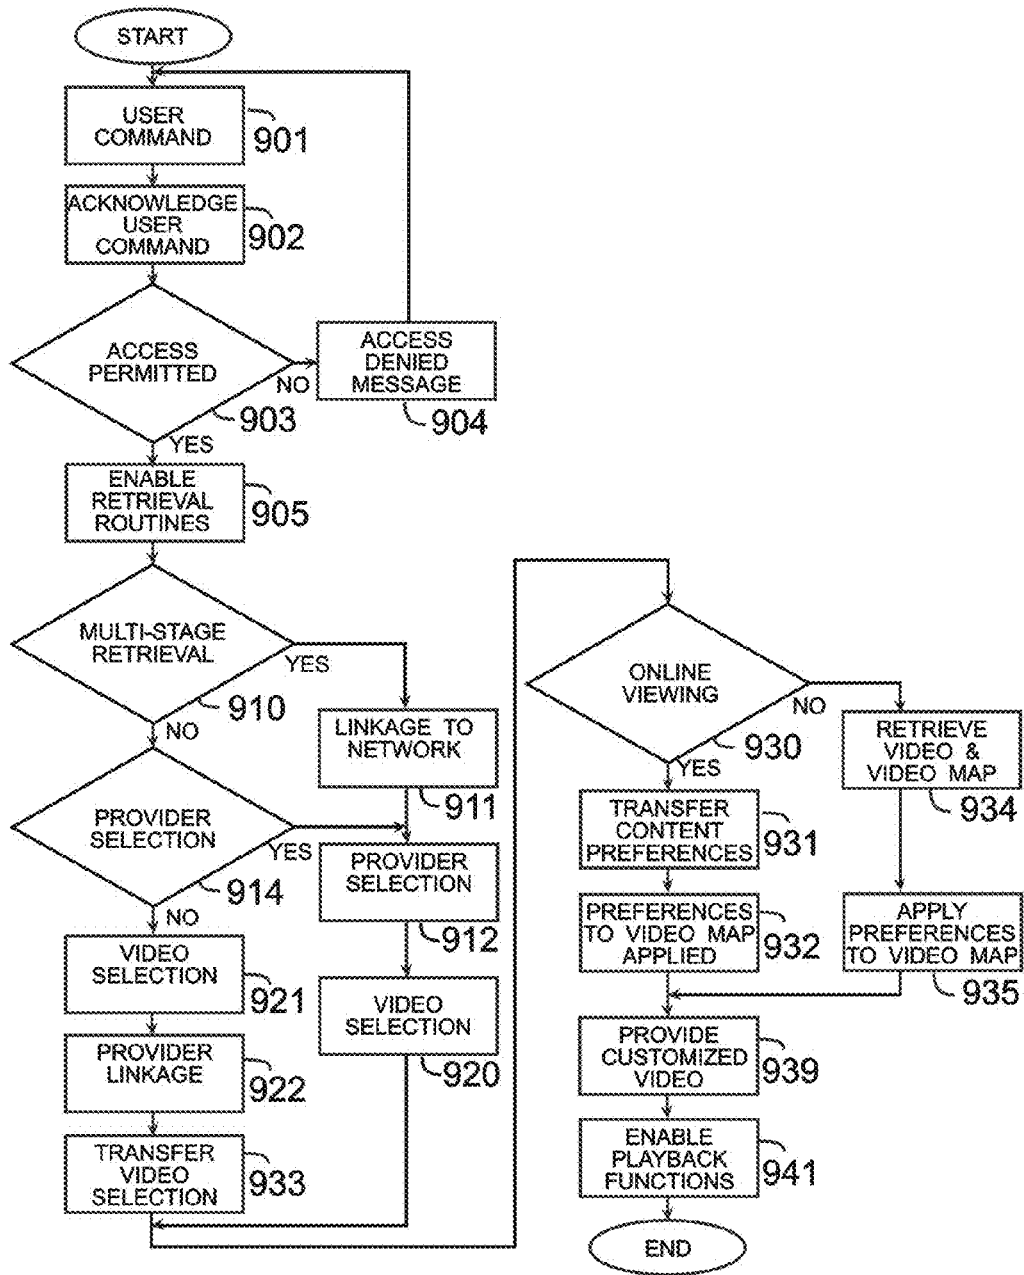 START
USER
COMMAND
901
ACKNOWLEDGE
USER
COMMAND
902
ACCESS
PERMITTED
903
NO
ACCESS
DENIED
MESSAGE
904
YES
ENABLE
RETRIEVAL
ROUTINES
905
MULTI-STAGE
RETRIEVAL
910
YES
NO
LINKAGE TO
NETWORK
911
PROVIDER
SELECTION
914
YES
NO
PROVIDER
SELECTION
912
VIDEO
SELECTION
921
VIDEO
SELECTION
920
PROVIDER
LINKAGE
922
TRANSFER
VIDEO
SELECTION
933
ONLINE
VIEWING
930
NO
YES
RETRIEVE
VIDEO &
VIDEO MAP
934
TRANSFER
CONTENT
PREFERENCES
931
PREFERENCES
TO VIDEO MAP
APPLIED
932
APPLY
PREFERENCES
TO VIDEO MAP
935
PROVIDE
CUSTOMIZED
VIDEO
939
ENABLE
PLAYBACK
FUNCTIONS
941
END